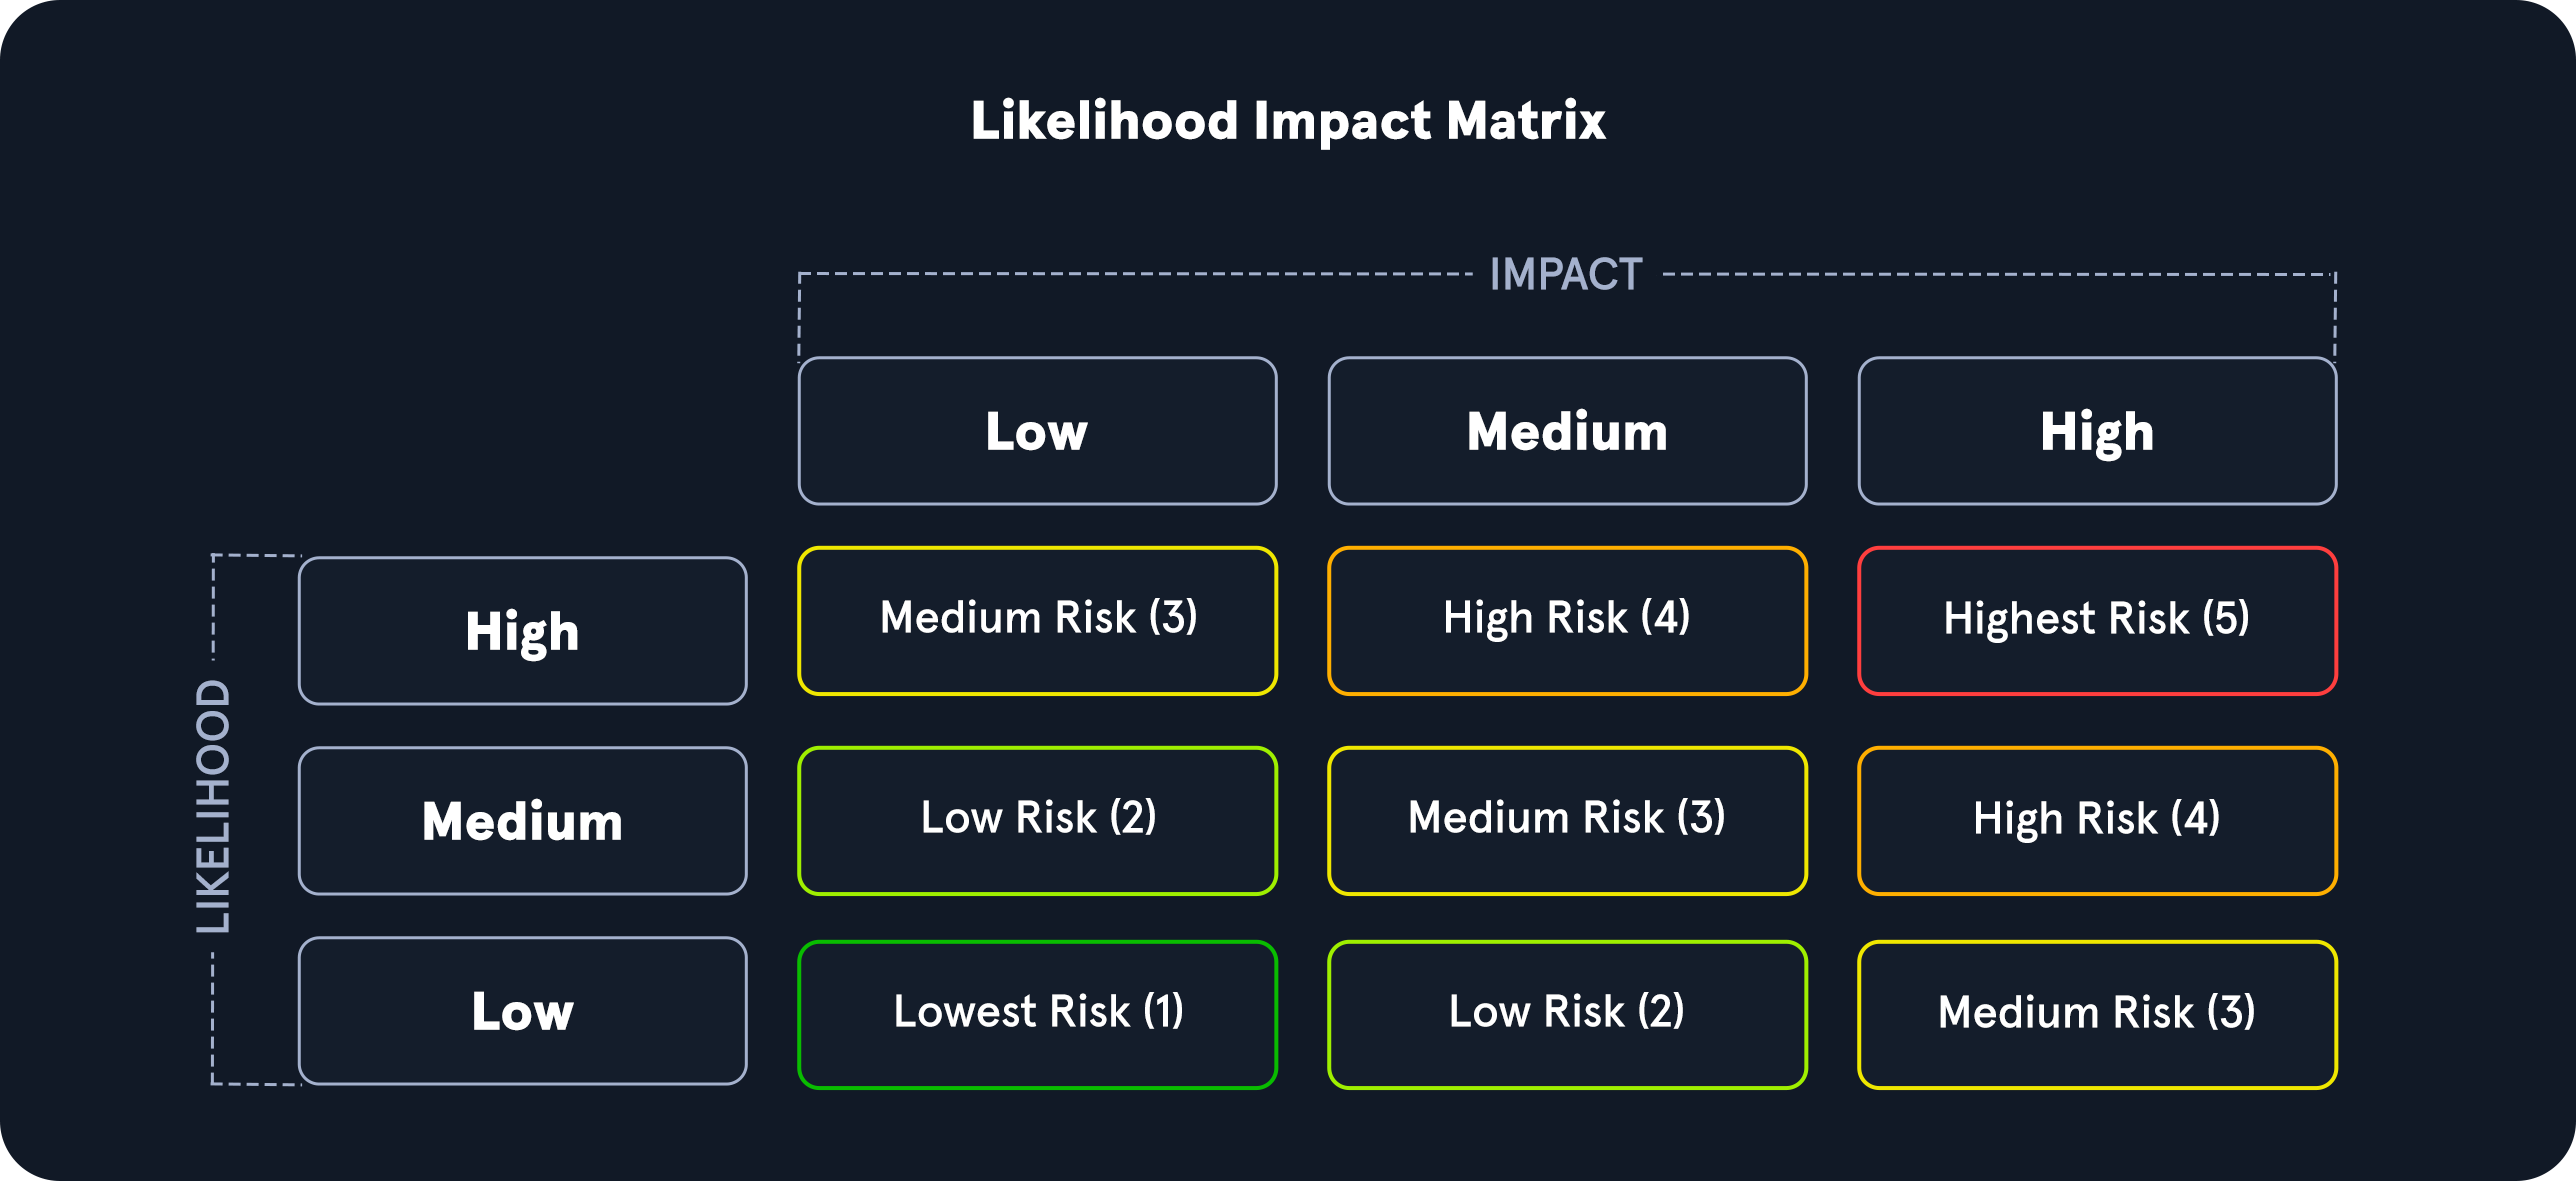 Likelihood Impact Matrix
IMPACT
Low
Medium
High
LIKELIHOOD
High
Medium Risk (3)
High Risk (4)
Highest Risk (5)
Medium
Low Risk (2)
Medium Risk (3)
High Risk (4)
Low
Lowest Risk (1)
Low Risk (2)
Medium Risk (3)